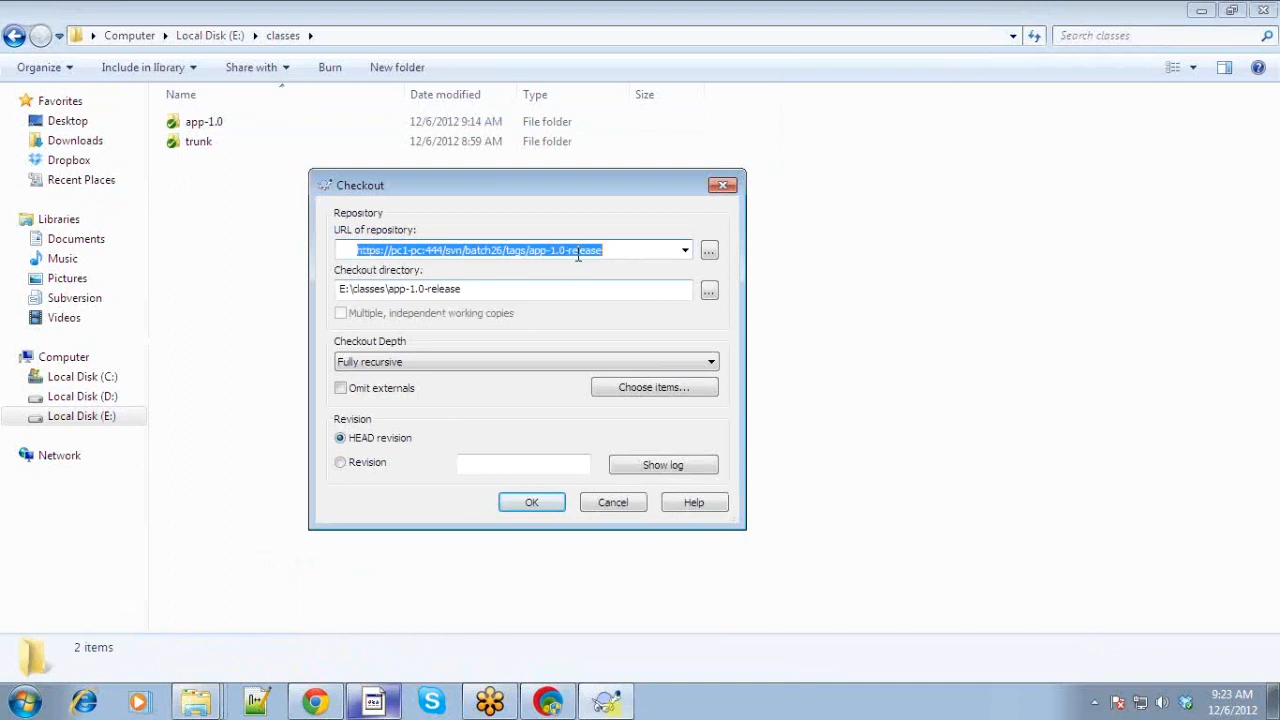 Computer
Local Disk (E:)
classes
Search classes
Organize
Include in library
Share with
Burn
New folder
Name
Date modified
Type
Size
Favorites
Desktop
Downloads
Dropbox
Recent Places
Libraries
Documents
Music
Pictures
Subversion
Videos
Computer
Local Disk (C:)
Local Disk (D:)
Local Disk (E:)
Network
app-1.0
12/6/2012 9:14 AM
File folder
trunk
12/6/2012 8:59 AM
File folder
Checkout
Repository
URL of repository:
https://pc1-pc:444/svn/batch26/tags/app-1.0-release
...
Checkout directory:
E:\classes\app-1.0-release
...
Multiple, independent working copies
Checkout Depth
Fully recursive
Omit externals
Choose items...
Revision
HEAD revision
Revision
Show log
OK
Cancel
Help
2 items
9:23 AM
12/6/2012